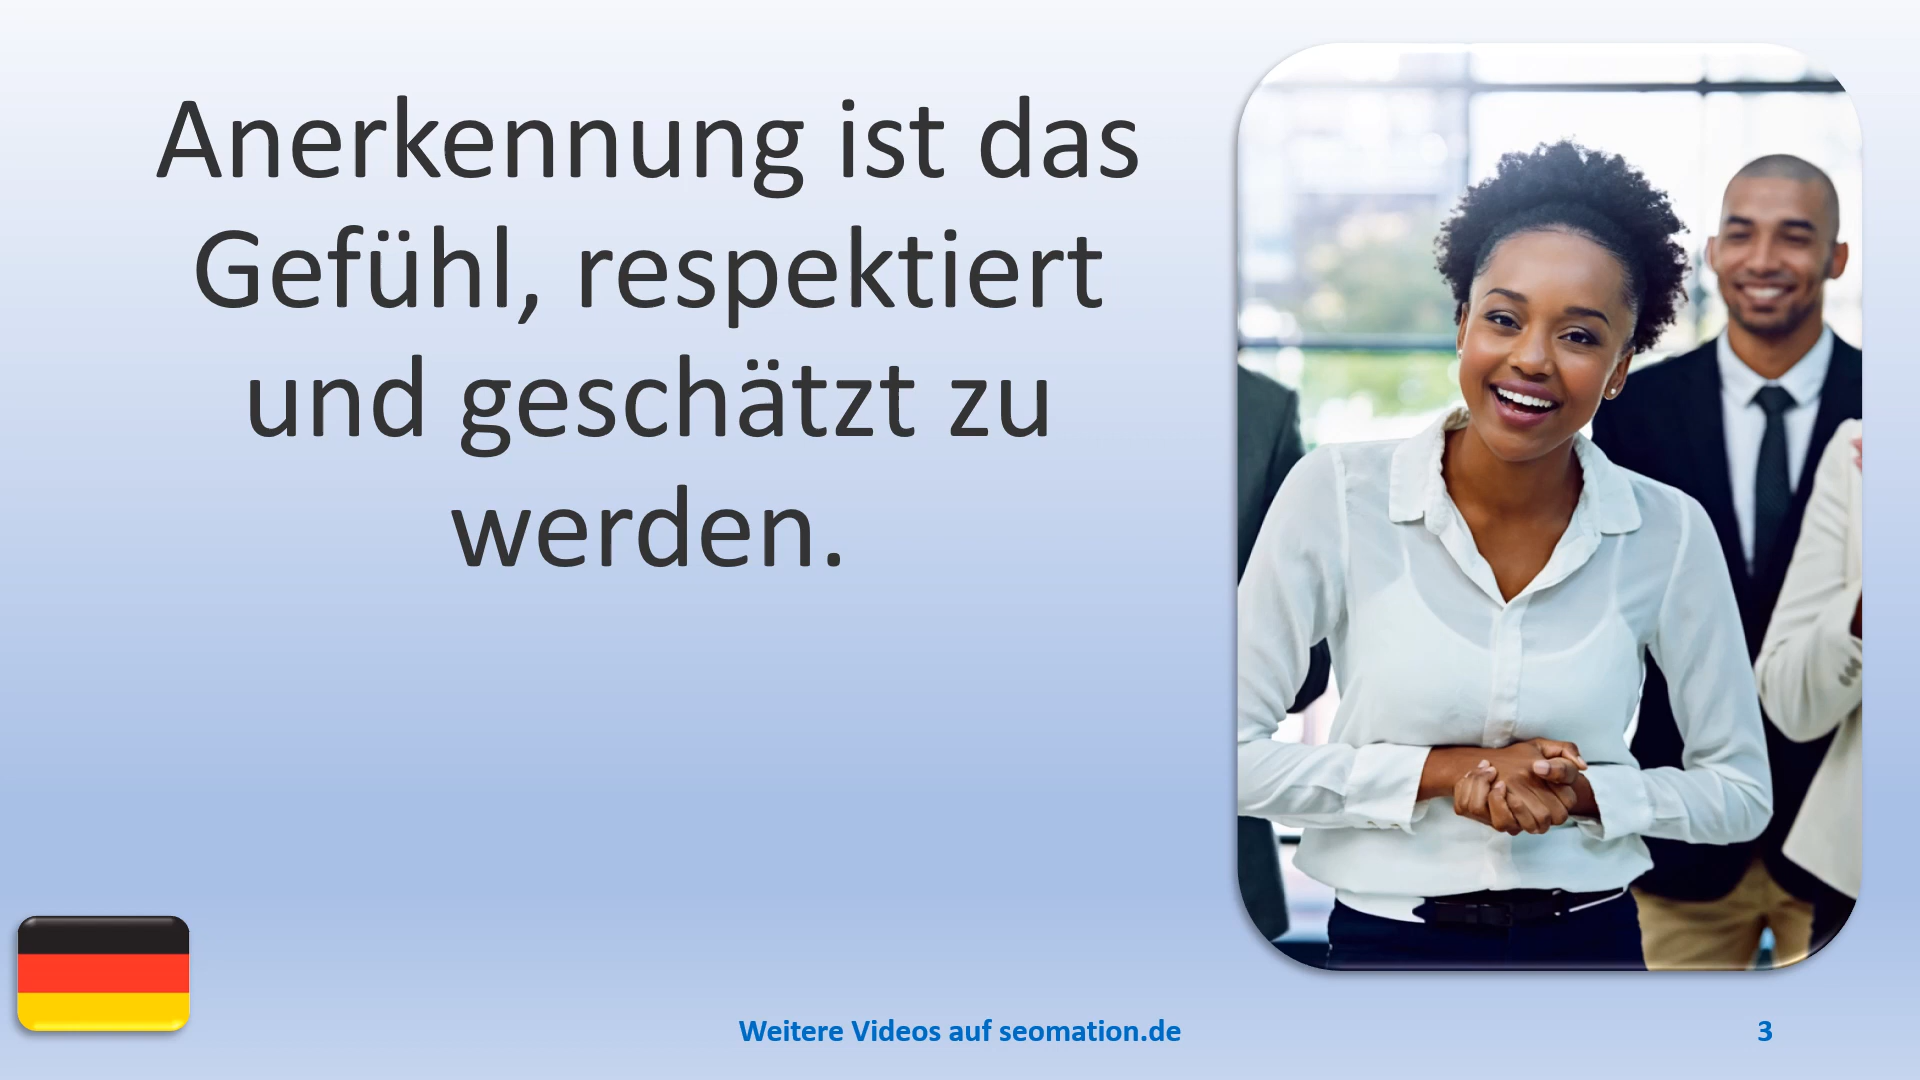 Anerkennung ist das
Gefühl, respektiert
und geschätzt zu
werden.
Weitere Videos auf seomation.de
3